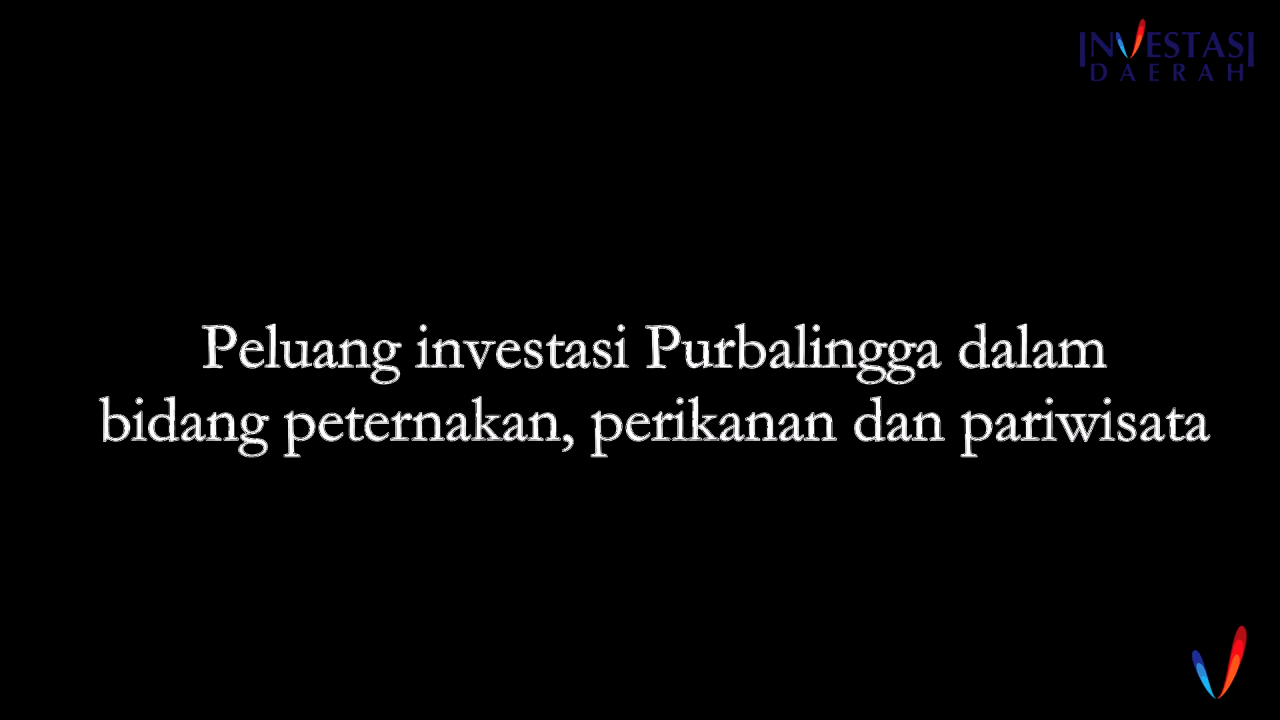 INVESTASI
DAERAH
Peluang investasi Purbalingga dalam
bidang peternakan, perikanan dan pariwisata